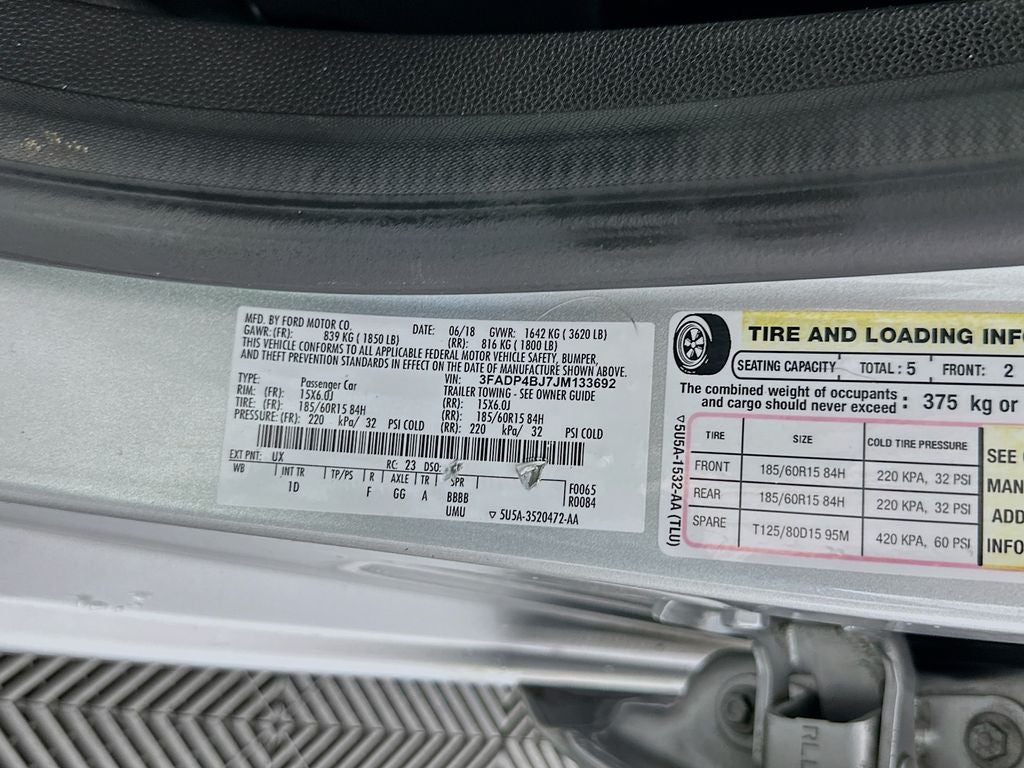 MFD. BY FORD MOTOR CO.
DATE: 06/18 GVWR: 1642 KG ( 3620 LB)
GAWR: (FR): 839 KG ( 1850 LB) (RR): 816 KG ( 1800 LB)
THIS VEHICLE CONFORMS TO ALL APPLICABLE FEDERAL MOTOR VEHICLE SAFETY, BUMPER,
AND THEFT PREVENTION STANDARDS IN EFFECT ON THE DATE OF MANUFACTURE SHOWN ABOVE.
VIN: 3FADP4BJ7JM133692
TYPE: Passenger Car TRAILER TOWING - SEE OWNER GUIDE
RIM: (FR): 15X6.0J (RR): 15X6.0J
TIRE: (FR): 185/60R15 84H (RR): 185/60R15 84H
PSI: (FR): 220 kPa/ 32 PSI COLD (RR): 220 kPa/ 32 PSI COLD
EXT PNT: UX RC: 23 DSO:
WB INT TR TP/PS R AXLE TR SPR F0065
1D F GG A BBBB R0084
UMU ▽ 5U5A-3520472-AA
TIRE AND LOADING INFO
SEATING CAPACITY TOTAL : 5 FRONT: 2
The combined weight of occupants
and cargo should never exceed : 375 kg or
▽5U5A-1532-AA (TLU)
TIRE SIZE COLD TIRE PRESSURE
FRONT 185/60R15 84H 220 KPA, 32 PSI
REAR 185/60R15 84H 220 KPA, 32 PSI
SPARE T125/80D15 95M 420 KPA, 60 PSI
SEE
MAN
ADD
INFO
RLL